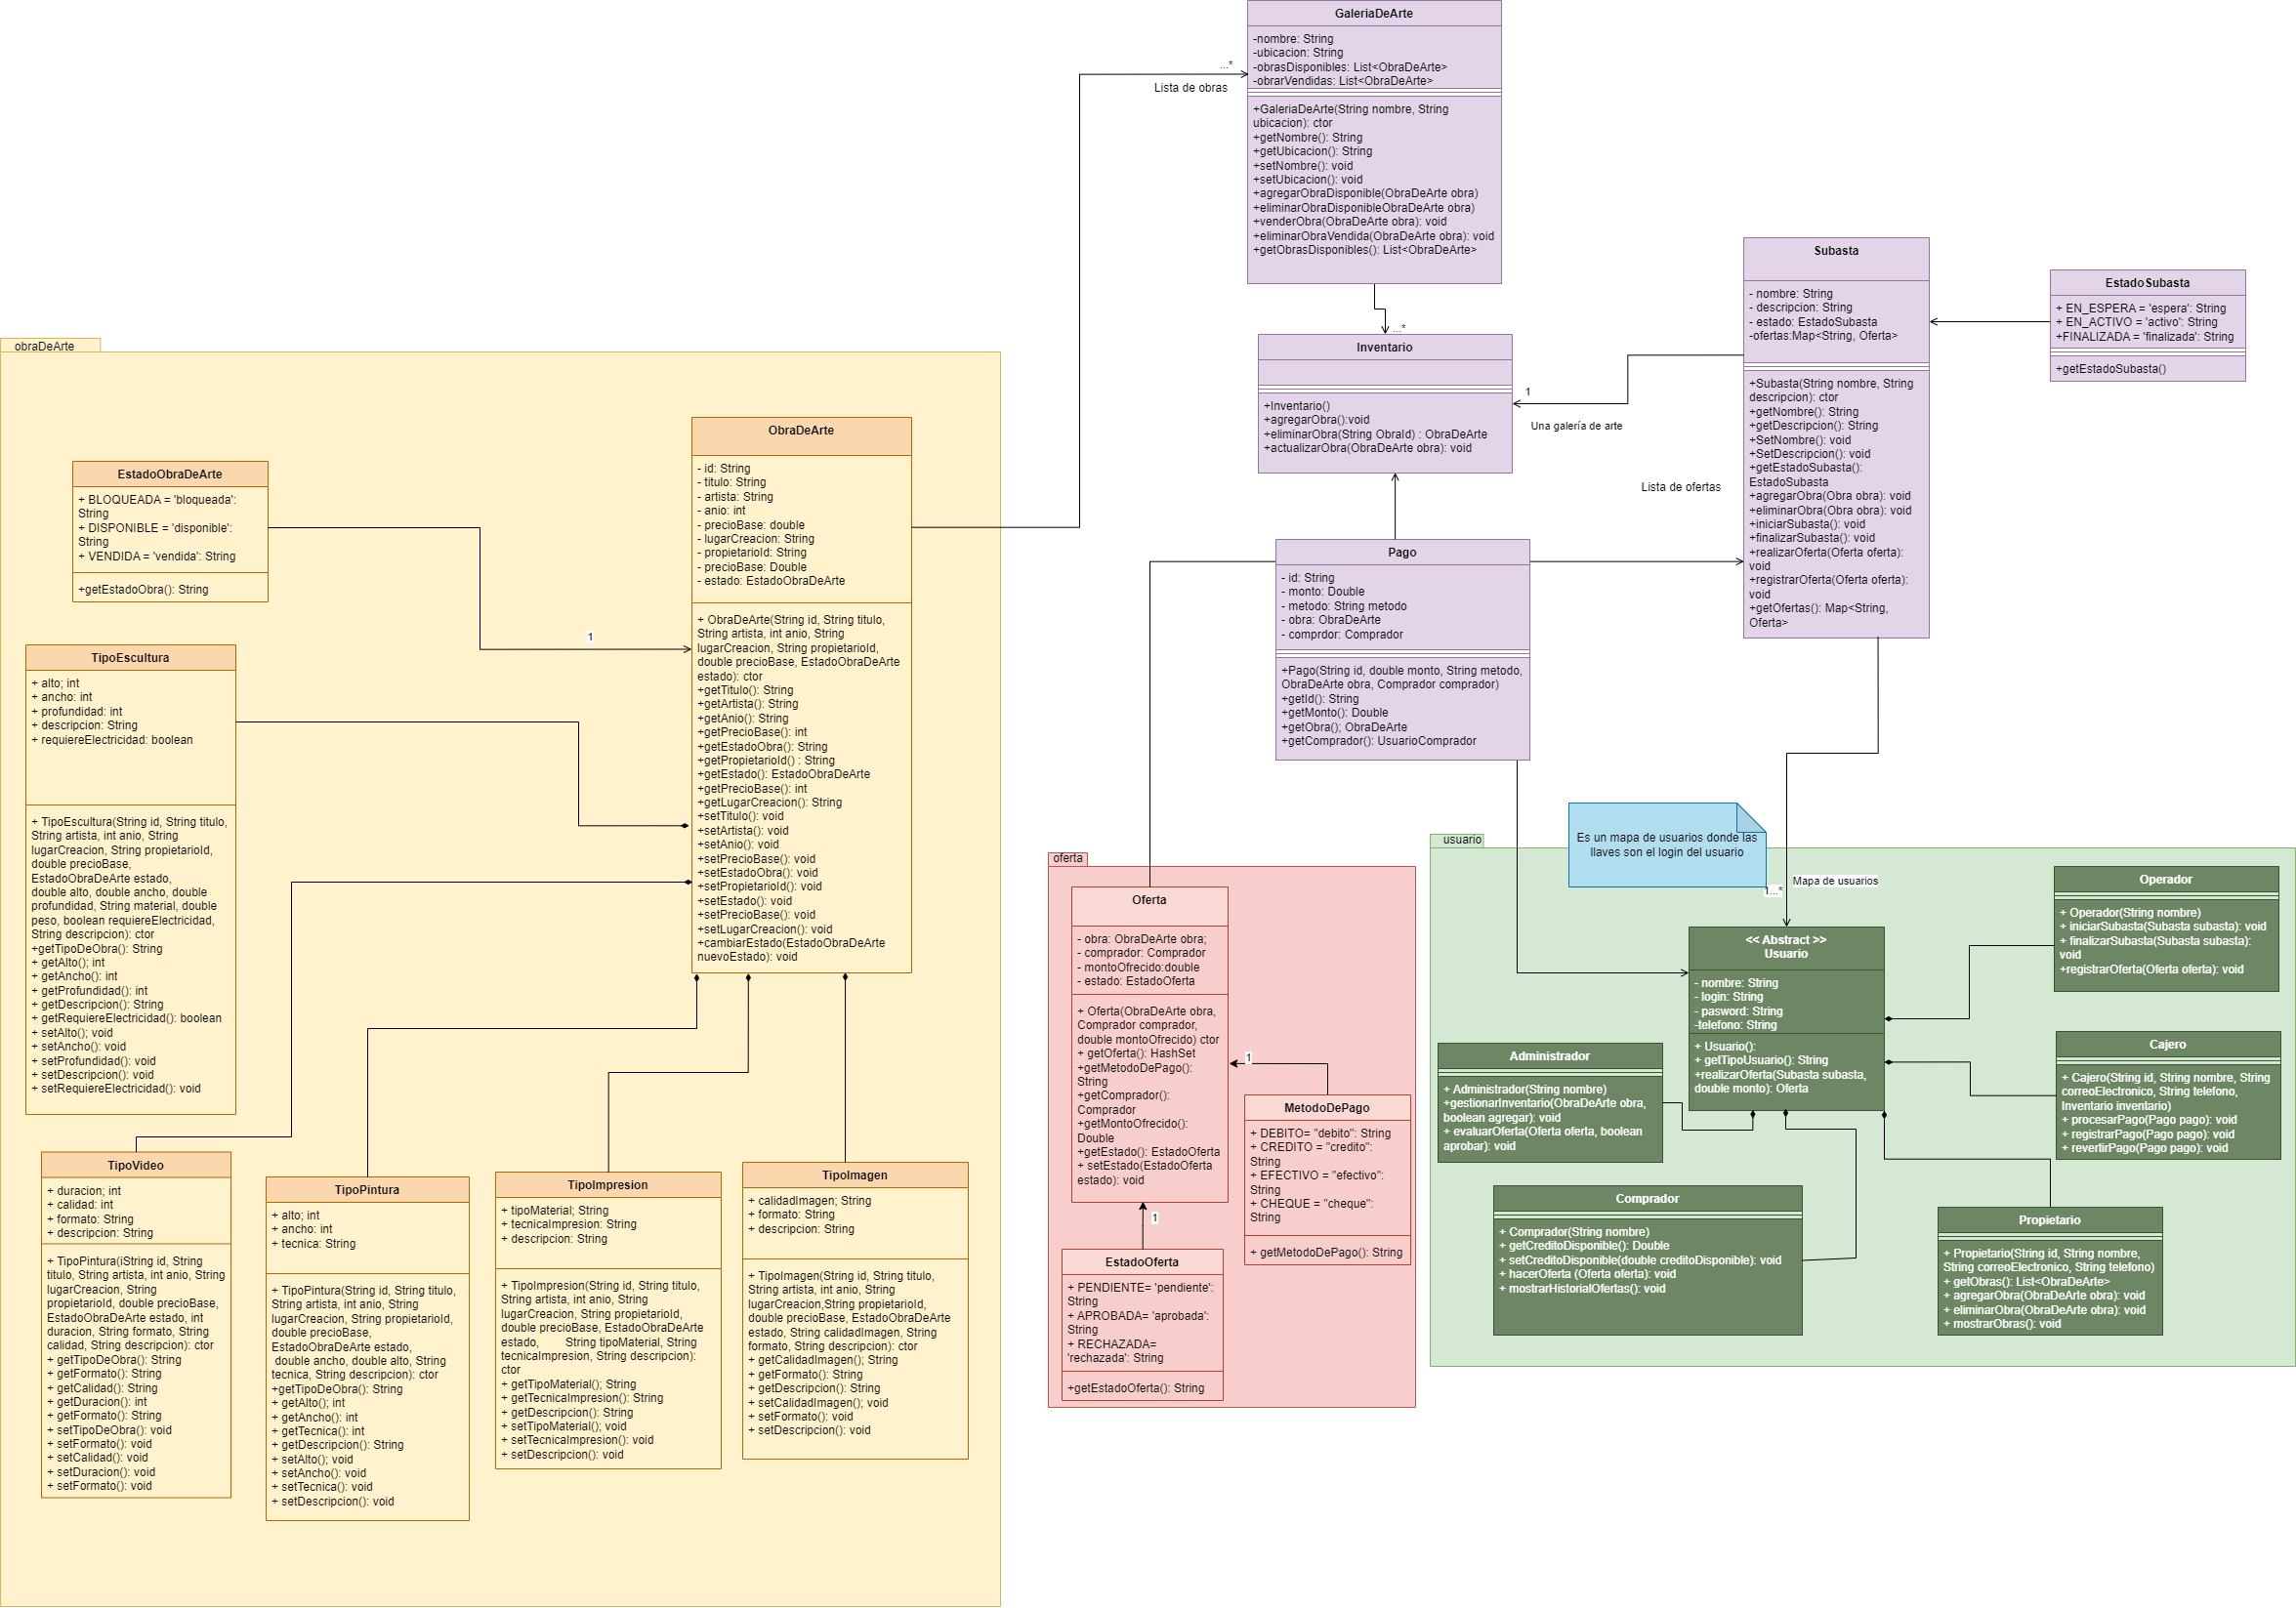 GaleriaDeArte
-nombre: String
-ubicacion: String
-obrasDisponibles: List<ObraDeArte>
-obrarVendidas: List<ObraDeArte>
+GaleriaDeArte(String nombre, String
ubicacion): ctor
+getNombre(): String
+getUbicacion(): String
+setNombre(): void
+setUbicacion(): void
+agregarObraDisponible(ObraDeArte obra)
+eliminarObraDisponibleObraDeArte obra)
+venderObra(ObraDeArte obra): void
+eliminarObraVendida(ObraDeArte obra): void
+getObrasDisponibles(): List<ObraDeArte>
...*
Lista de obras
...*
Inventario
+Inventario()
+agregarObra():void
+eliminarObra(String ObraId) : ObraDeArte
+actualizarObra(ObraDeArte obra): void
1
Una galería de arte
Lista de ofertas
Subasta
- nombre: String
- descripcion: String
- estado: EstadoSubasta
-ofertas:Map<String, Oferta>
+Subasta(String nombre, String
descripcion): ctor
+getNombre(): String
+getDescripcion(): String
+SetNombre(): void
+SetDescripcion(): void
+getEstadoSubasta():
EstadoSubasta
+agregarObra(Obra obra): void
+eliminarObra(Obra obra): void
+iniciarSubasta(): void
+finalizarSubasta(): void
+realizarOferta(Oferta oferta):
void
+registrarOferta(Oferta oferta):
void
+getOfertas(): Map<String,
Oferta>
EstadoSubasta
+ EN_ESPERA = 'espera': String
+ EN_ACTIVO = 'activo': String
+FINALIZADA = 'finalizada': String
+getEstadoSubasta()
Pago
- id: String
- monto: Double
- metodo: String metodo
- obra: ObraDeArte
- comprdor: Comprador
+Pago(String id, double monto, String metodo,
ObraDeArte obra, Comprador comprador)
+getId(): String
+getMonto(): Double
+getObra(); ObraDeArte
+getComprador(): UsuarioComprador
obraDeArte
EstadoObraDeArte
+ BLOQUEADA = 'bloqueada':
String
+ DISPONIBLE = 'disponible':
String
+ VENDIDA = 'vendida': String
+getEstadoObra(): String
1
ObraDeArte
- id: String
- titulo: String
- artista: String
- anio: int
- precioBase: double
- lugarCreacion: String
- propietarioId: String
- precioBase: Double
- estado: EstadoObraDeArte
+ ObraDeArte(String id, String titulo,
String artista, int anio, String
lugarCreacion, String propietarioId,
double precioBase, EstadoObraDeArte
estado): ctor
+getTitulo(): String
+getArtista(): String
+getAnio(): String
+getPrecioBase(): int
+getEstadoObra(): String
+getPropietarioId() : String
+getEstado(): EstadoObraDeArte
+getPrecioBase(): int
+getLugarCreacion(): String
+setTitulo(): void
+setArtista(): void
+setAnio(): void
+setPrecioBase(): void
+setEstadoObra(): void
+setPropietarioId(): void
+setEstado(): void
+setPrecioBase(): void
+setLugarCreacion(): void
+cambiarEstado(EstadoObraDeArte
nuevoEstado): void
TipoEscultura
+ alto; int
+ ancho: int
+ profundidad: int
+ descripcion: String
+ requiereElectricidad: boolean
+ TipoEscultura(String id, String titulo,
String artista, int anio, String
lugarCreacion, String propietarioId,
double precioBase,
EstadoObraDeArte estado,
double alto, double ancho, double
profundidad, String material, double
peso, boolean requiereElectricidad,
String descripcion): ctor
+getTipoDeObra(): String
+ getAlto(); int
+ getAncho(): int
+ getProfundidad(): int
+ getDescripcion(): String
+ getRequiereElectricidad(): boolean
+ setAlto(); void
+ setAncho(): void
+ setProfundidad(): void
+ setDescripcion(): void
+ setRequiereElectricidad(): void
TipoVideo
+ duracion; int
+ calidad: int
+ formato: String
+ descripcion: String
+ TipoPintura(iString id, String
titulo, String artista, int anio, String
lugarCreacion, String
propietarioId, double precioBase,
EstadoObraDeArte estado, int
duracion, String formato, String
calidad, String descripcion): ctor
+ getTipoDeObra(): String
+ getFormato(): String
+ getCalidad(): String
+ getDuracion(): int
+ getFormato(): String
+ setTipoDeObra(): void
+ setFormato(): void
+ setCalidad(): void
+ setDuracion(): void
+ setFormato(): void
TipoPintura
+ alto; int
+ ancho: int
+ tecnica: String
+ TipoPintura(String id, String titulo,
String artista, int anio, String
lugarCreacion, String propietarioId,
double precioBase,
EstadoObraDeArte estado,
double ancho, double alto, String
tecnica, String descripcion): ctor
+getTipoDeObra(): String
+ getAlto(); int
+ getAncho(): int
+ getTecnica(): int
+ getDescripcion(): String
+ setAlto(); void
+ setAncho(): void
+ setTecnica(): void
+ setDescripcion(): void
TipoImpresion
+ tipoMaterial; String
+ tecnicaImpresion: String
+ descripcion: String
+ TipoImpresion(String id, String titulo,
String artista, int anio, String
lugarCreacion, String propietarioId,
double precioBase, EstadoObraDeArte
estado, String tipoMaterial, String
tecnicaImpresion, String descripcion):
ctor
+ getTipoMaterial(); String
+ getTecnicaImpresion(): String
+ getDescripcion(): String
+ setTipoMaterial(); void
+ setTecnicaImpresion(): void
+ setDescripcion(): void
TipoImagen
+ calidadImagen; String
+ formato: String
+ descripcion: String
+ TipoImagen(String id, String titulo,
String artista, int anio, String
lugarCreacion,String propietarioId,
double precioBase, EstadoObraDeArte
estado, String calidadImagen, String
formato, String descripcion): ctor
+ getCalidadImagen(); String
+ getFormato(): String
+ getDescripcion(): String
+ setCalidadImagen(); void
+ setFormato(): void
+ setDescripcion(): void
oferta
Oferta
- obra: ObraDeArte obra;
- comprador: Comprador
- montoOfrecido:double
- estado: EstadoOferta
+ Oferta(ObraDeArte obra,
Comprador comprador,
double montoOfrecido) ctor
+ getOferta(): HashSet
+getMetodoDePago():
String
+getComprador():
Comprador
+getMontoOfrecido():
Double
+getEstado(): EstadoOferta
+ setEstado(EstadoOferta
estado): void
1
MetodoDePago
+ DEBITO= "debito": String
+ CREDITO = "credito":
String
+ EFECTIVO = "efectivo":
String
+ CHEQUE = "cheque":
String
+ getMetodoDePago(): String
1
EstadoOferta
+ PENDIENTE= 'pendiente':
String
+ APROBADA= 'aprobada':
String
+ RECHAZADA=
'rechazada': String
+getEstadoOferta(): String
usuario
Es un mapa de usuarios donde las
llaves son el login del usuario
1...*
Mapa de usuarios
<< Abstract >>
Usuario
- nombre: String
- login: String
- pasword: String
-telefono: String
+ Usuario():
+ getTipoUsuario(): String
+realizarOferta(Subasta subasta,
double monto): Oferta
Operador
+ Operador(String nombre)
+ iniciarSubasta(Subasta subasta): void
+ finalizarSubasta(Subasta subasta):
void
+registrarOferta(Oferta oferta): void
Cajero
+ Cajero(String id, String nombre, String
correoElectronico, String telefono,
Inventario inventario)
+ procesarPago(Pago pago): void
+ registrarPago(Pago pago): void
+ revertirPago(Pago pago): void
Administrador
+ Administrador(String nombre)
+gestionarInventario(ObraDeArte obra,
boolean agregar): void
+ evaluarOferta(Oferta oferta, boolean
aprobar): void
Comprador
+ Comprador(String nombre)
+ getCreditoDisponible(): Double
+ setCreditoDisponible(double creditoDisponible): void
+ hacerOferta (Oferta oferta): void
+ mostrarHistorialOfertas(): void
Propietario
+ Propietario(String id, String nombre,
String correoElectronico, String telefono)
+ getObras(): List<ObraDeArte>
+ agregarObra(ObraDeArte obra): void
+ eliminarObra(ObraDeArte obra): void
+ mostrarObras(): void